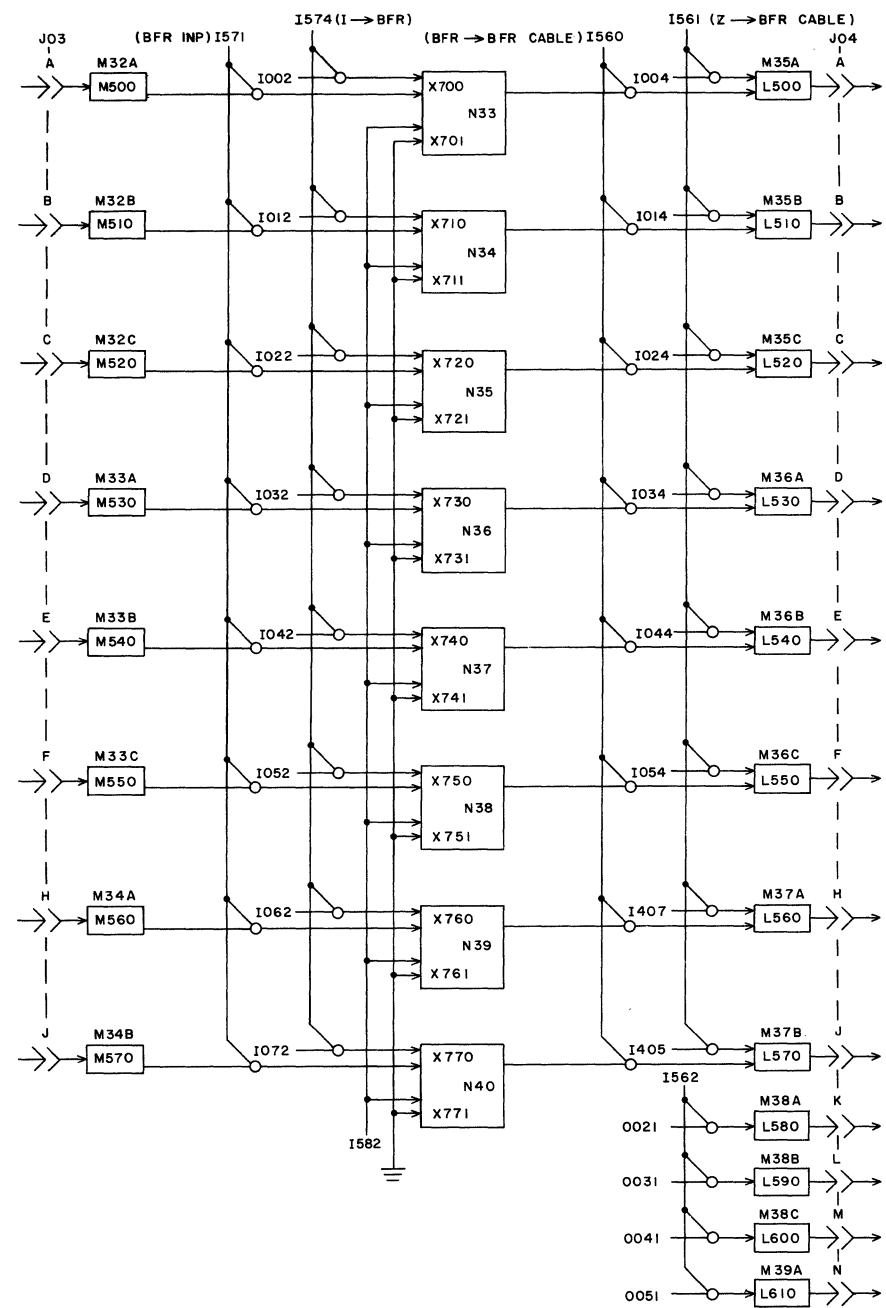 I574 (I → BFR)
I561 (Z → BFR CABLE)
(BFR INP) I571
(BFR → BFR CABLE) I560
J03
J04
A
M32A
M500
I002
X700
N33
X701
I004
M35A
L500
A
B
M32B
M510
I012
X710
N34
X711
I014
M35B
L510
B
C
M32C
M520
I022
X720
N35
X721
I024
M35C
L520
C
D
M33A
M530
I032
X730
N36
X731
I034
M36A
L530
D
E
M33B
M540
I042
X740
N37
X741
I044
M36B
L540
E
F
M33C
M550
I052
X750
N38
X751
I054
M36C
L550
F
H
M34A
M560
I062
X760
N39
X761
I407
M37A
L560
H
J
M34B
M570
I072
X770
N40
X771
I405
M37B
L570
J
I582
I562
0021
M38A
L580
K
0031
M38B
L590
L
0041
M38C
L600
M
0051
M39A
L610
N